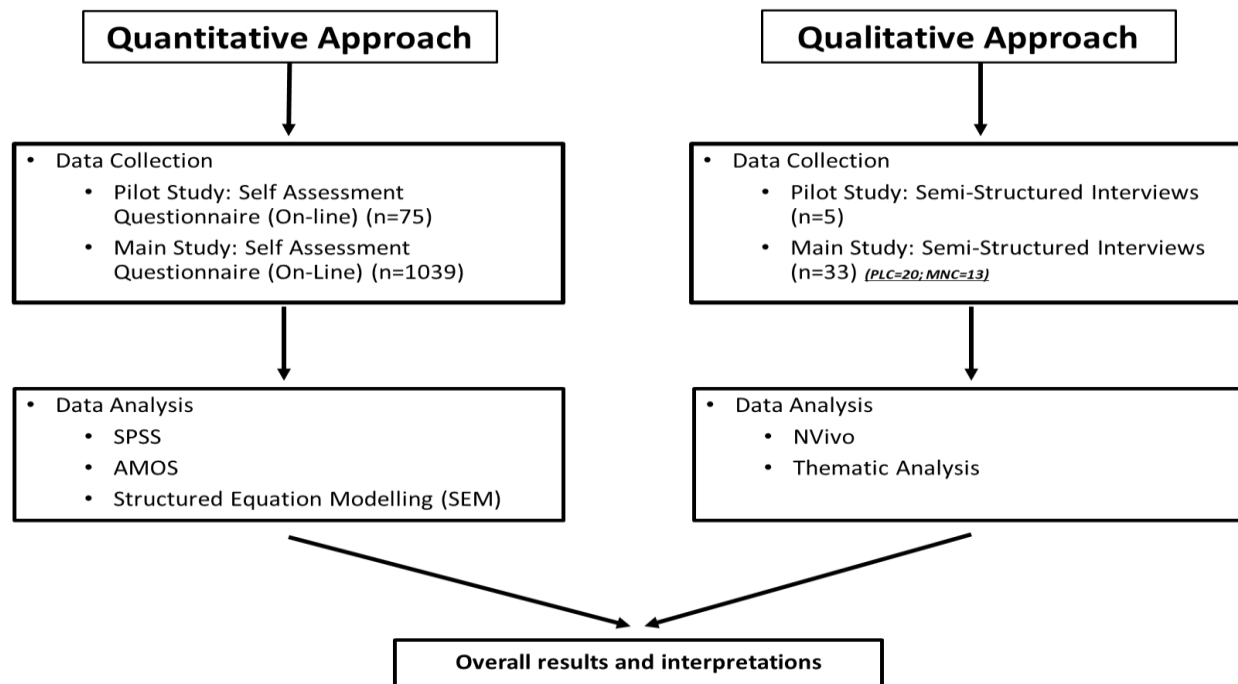 Quantitative Approach
• Data Collection
• Pilot Study: Self Assessment
Questionnaire (On-line) (n=75)
• Main Study: Self Assessment
Questionnaire (On-Line) (n=1039)
• Data Analysis
• SPSS
• AMOS
• Structured Equation Modelling (SEM)
Qualitative Approach
• Data Collection
• Pilot Study: Semi-Structured Interviews
(n=5)
• Main Study: Semi-Structured Interviews
(n=33) (PLC=20; MNC=13)
• Data Analysis
• NVivo
• Thematic Analysis
Overall results and interpretations